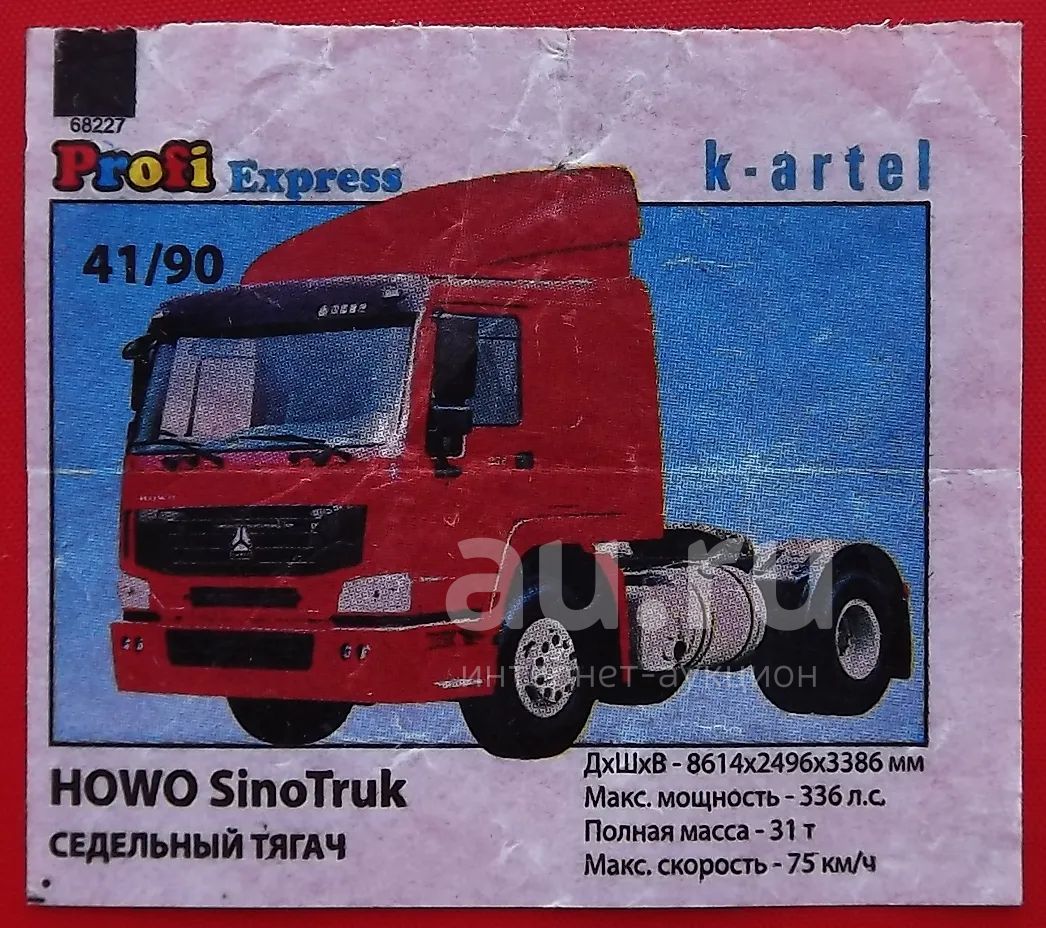 68227
Profi Express
k-artel
41/90
HOWO
au.ru
интернет-аукцион
HOWO SinoTruk
СЕДЕЛЬНЫЙ ТЯГАЧ
ДхШхВ - 8614х2496х3386 мм
Макс. мощность - 336 л.с.
Полная масса - 31 т
Макс. скорость - 75 км/ч